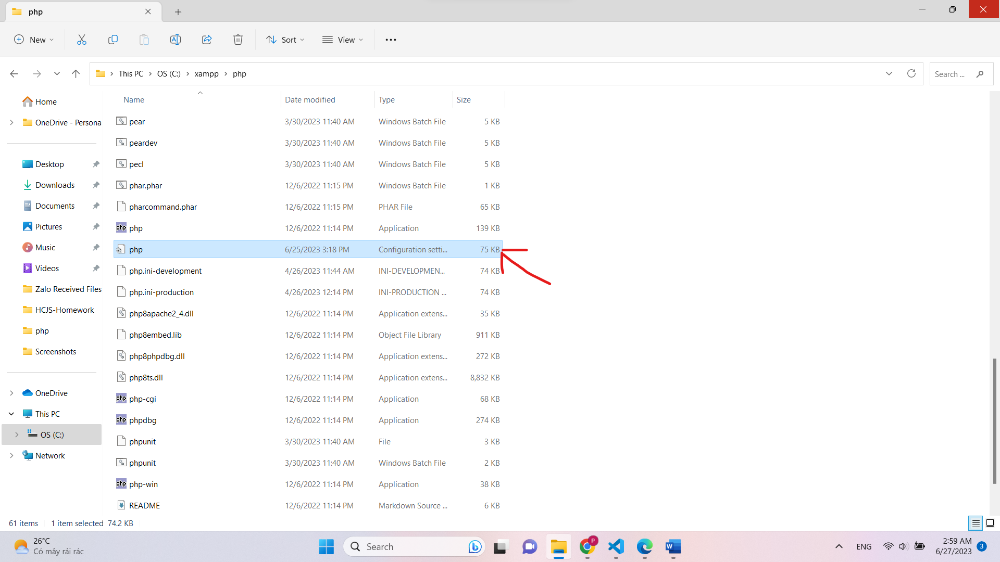 php
New
Sort
View
This PC
OS (C:)
xampp
php
Search ...
Name
Date modified
Type
Size
Home
OneDrive - Persona
Desktop
Downloads
Documents
Pictures
Music
Videos
Zalo Received Files
HCJS-Homework
php
Screenshots
OneDrive
This PC
OS (C:)
Network
pear 3/30/2023 11:40 AM Windows Batch File 5 KB
peardev 3/30/2023 11:40 AM Windows Batch File 5 KB
pecl 3/30/2023 11:40 AM Windows Batch File 5 KB
phar.phar 12/6/2022 11:15 PM Windows Batch File 1 KB
pharcommand.phar 12/6/2022 11:15 PM PHAR File 65 KB
php php 12/6/2022 11:14 PM Application 139 KB
php 6/25/2023 3:18 PM Configuration setti... 75 KB
php.ini-development 4/26/2023 11:44 AM INI-DEVELOPMEN... 74 KB
php.ini-production 4/26/2023 12:14 PM INI-PRODUCTION ... 74 KB
php8apache2_4.dll 12/6/2022 11:14 PM Application extens... 35 KB
php8embed.lib 12/6/2022 11:14 PM Object File Library 911 KB
php8phpdbg.dll 12/6/2022 11:14 PM Application extens... 272 KB
php8ts.dll 12/6/2022 11:14 PM Application extens... 8,832 KB
php php-cgi 12/6/2022 11:14 PM Application 68 KB
php phpdbg 12/6/2022 11:14 PM Application 274 KB
phpunit 3/30/2023 11:40 AM File 3 KB
phpunit 3/30/2023 11:40 AM Windows Batch File 2 KB
php php-win 12/6/2022 11:14 PM Application 38 KB
README 12/6/2022 11:14 PM Markdown Source ... 6 KB
61 items
1 item selected 74.2 KB
26°C
Có mây rải rác
Search
P
W
ENG
2:59 AM
6/27/2023
3